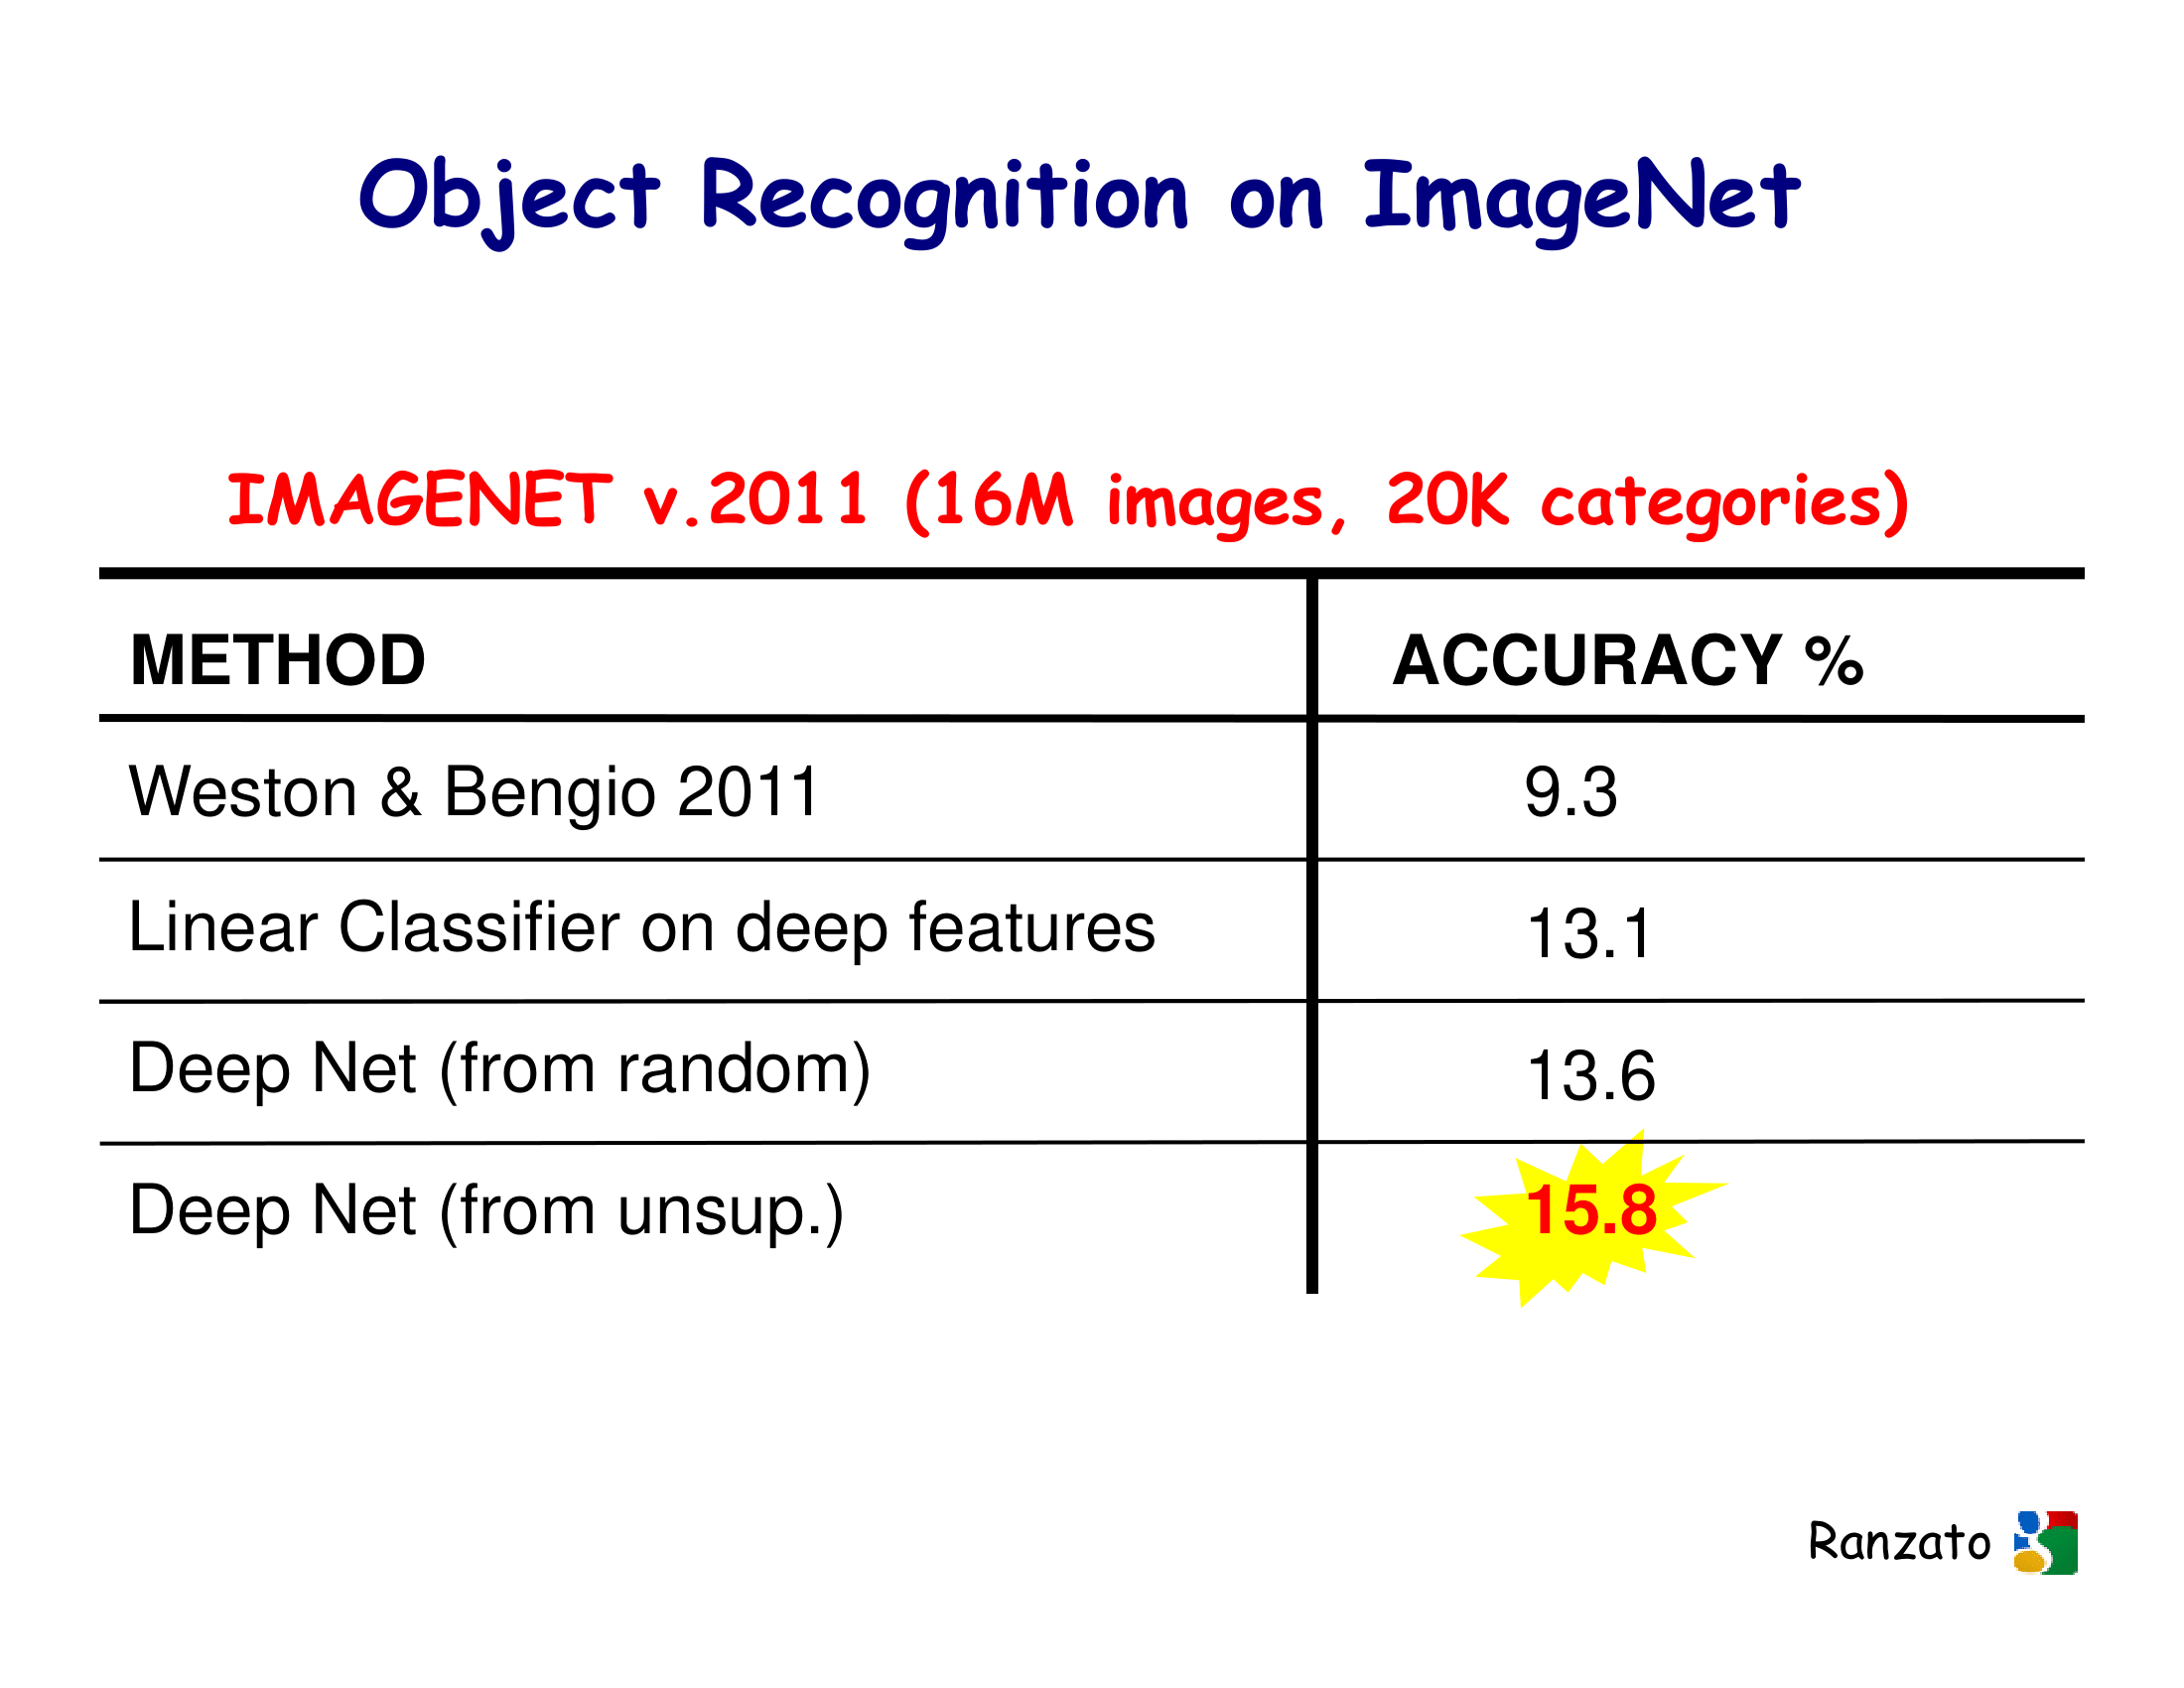 Object Recognition on ImageNet
IMAGENET v.2011 (16M images, 20K categories)
METHOD ACCURACY %
Weston & Bengio 2011 9.3
Linear Classifier on deep features 13.1
Deep Net (from random) 13.6
Deep Net (from unsup.) 15.8
Ranzato